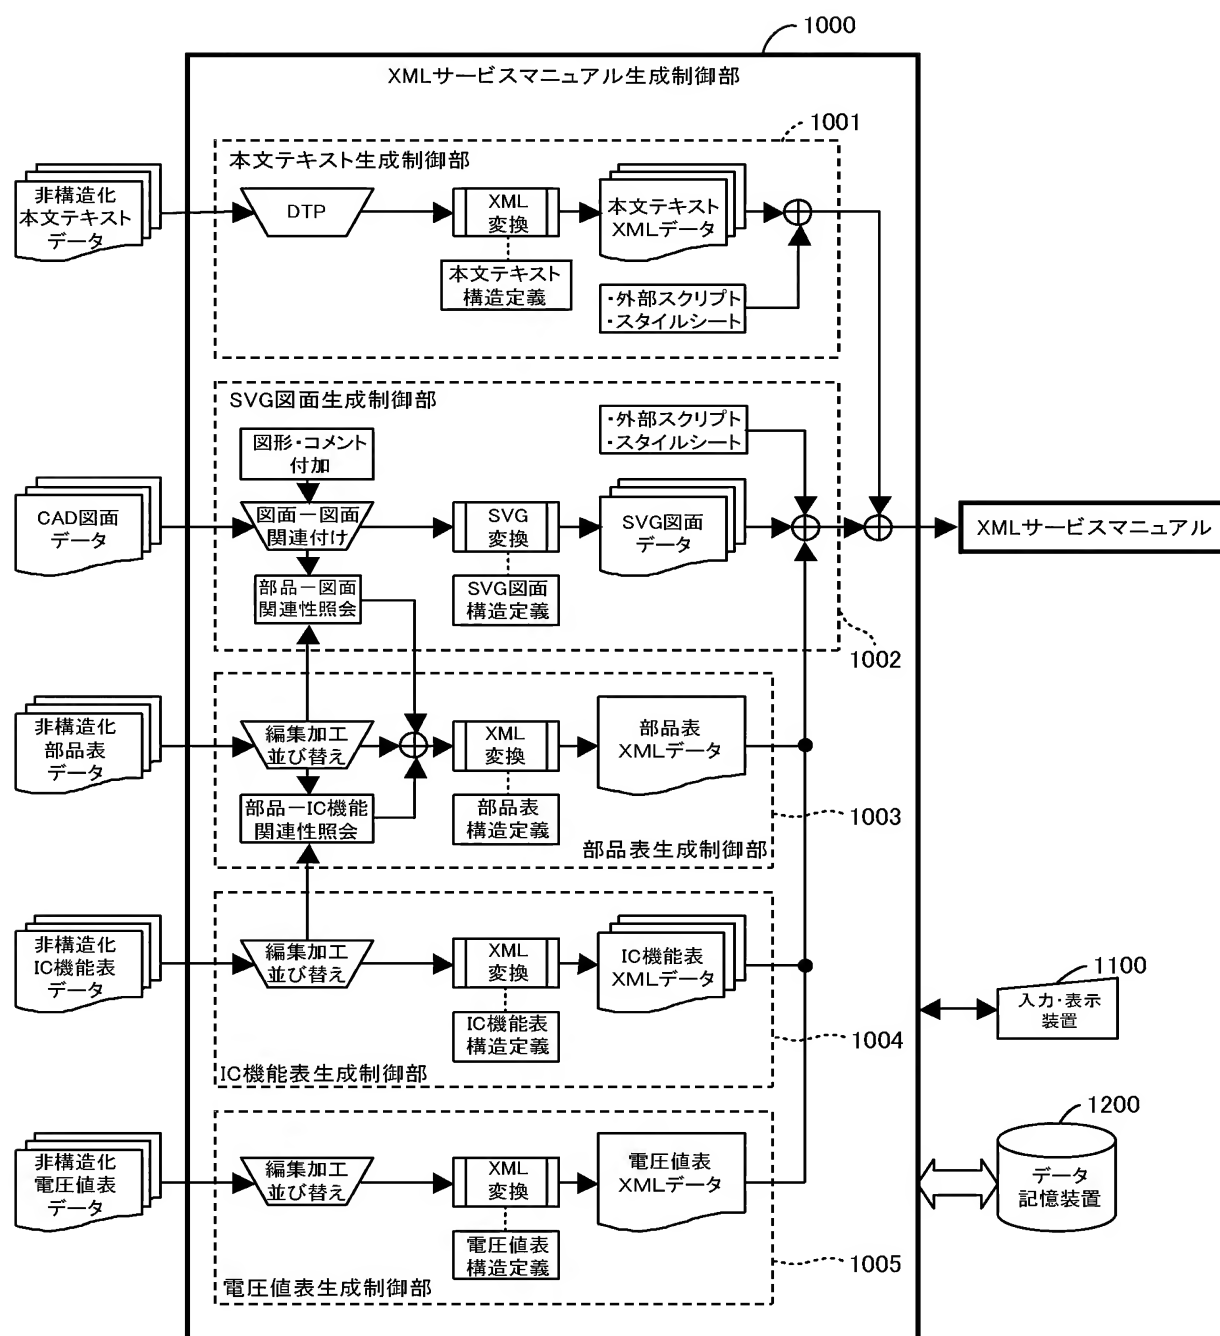 1000
XMLサービスマニュアル生成制御部
1001
本文テキスト生成制御部
非構造化
本文テキスト
データ
DTP
XML
変換
本文テキスト
XMLデータ
本文テキスト
構造定義
・外部スクリプト
・スタイルシート
SVG図面生成制御部
図形・コメント
付加
・外部スクリプト
・スタイルシート
CAD図面
データ
図面ー図面
関連付け
SVG
変換
SVG図面
データ
XMLサービスマニュアル
部品ー図面
関連性照会
SVG図面
構造定義
1002
非構造化
部品表
データ
編集加工
並び替え
XML
変換
部品表
XMLデータ
部品ーIC機能
関連性照会
部品表
構造定義
1003
部品表生成制御部
非構造化
IC機能表
データ
編集加工
並び替え
XML
変換
IC機能表
XMLデータ
IC機能表
構造定義
1004
IC機能表生成制御部
1100
入力・表示
装置
非構造化
電圧値表
データ
編集加工
並び替え
XML
変換
電圧値表
XMLデータ
電圧値表
構造定義
1005
電圧値表生成制御部
1200
データ
記憶装置